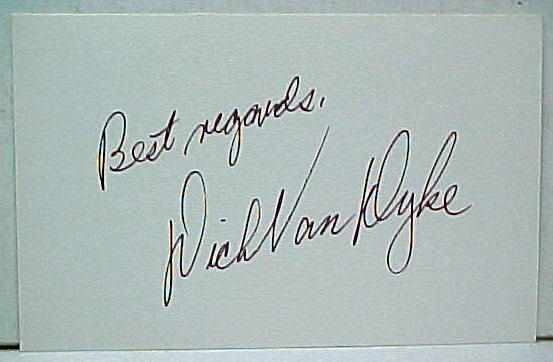 Best regards,
Dick Van Dyke